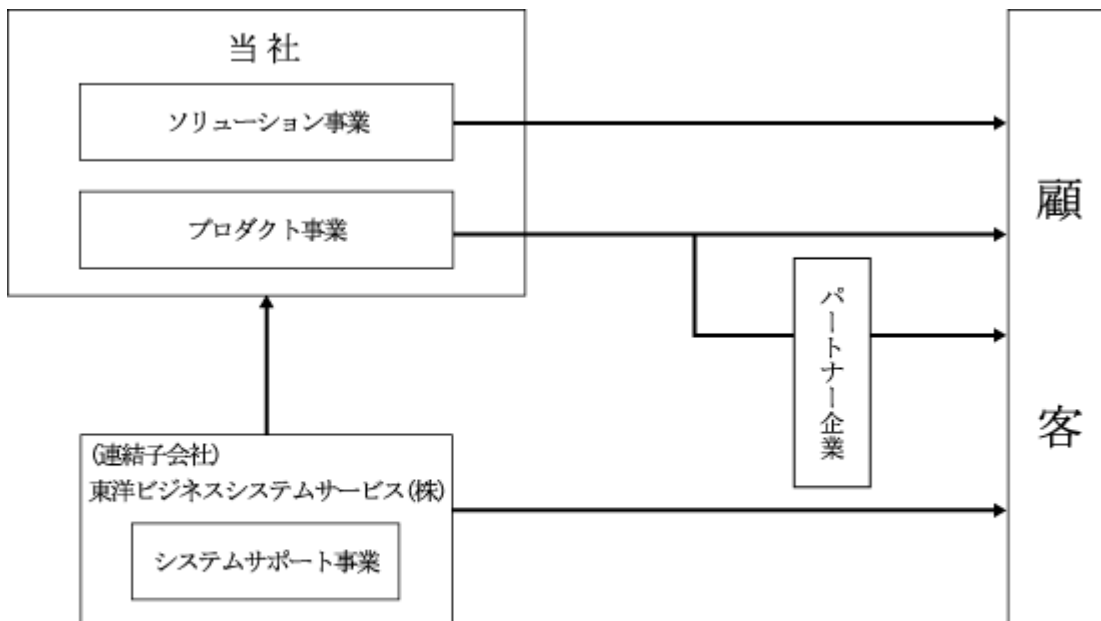 当社
ソリューション事業
プロダクト事業
パートナー企業
(連結子会社)
東洋ビジネスシステムサービス(株)
システムサポート事業
顧客